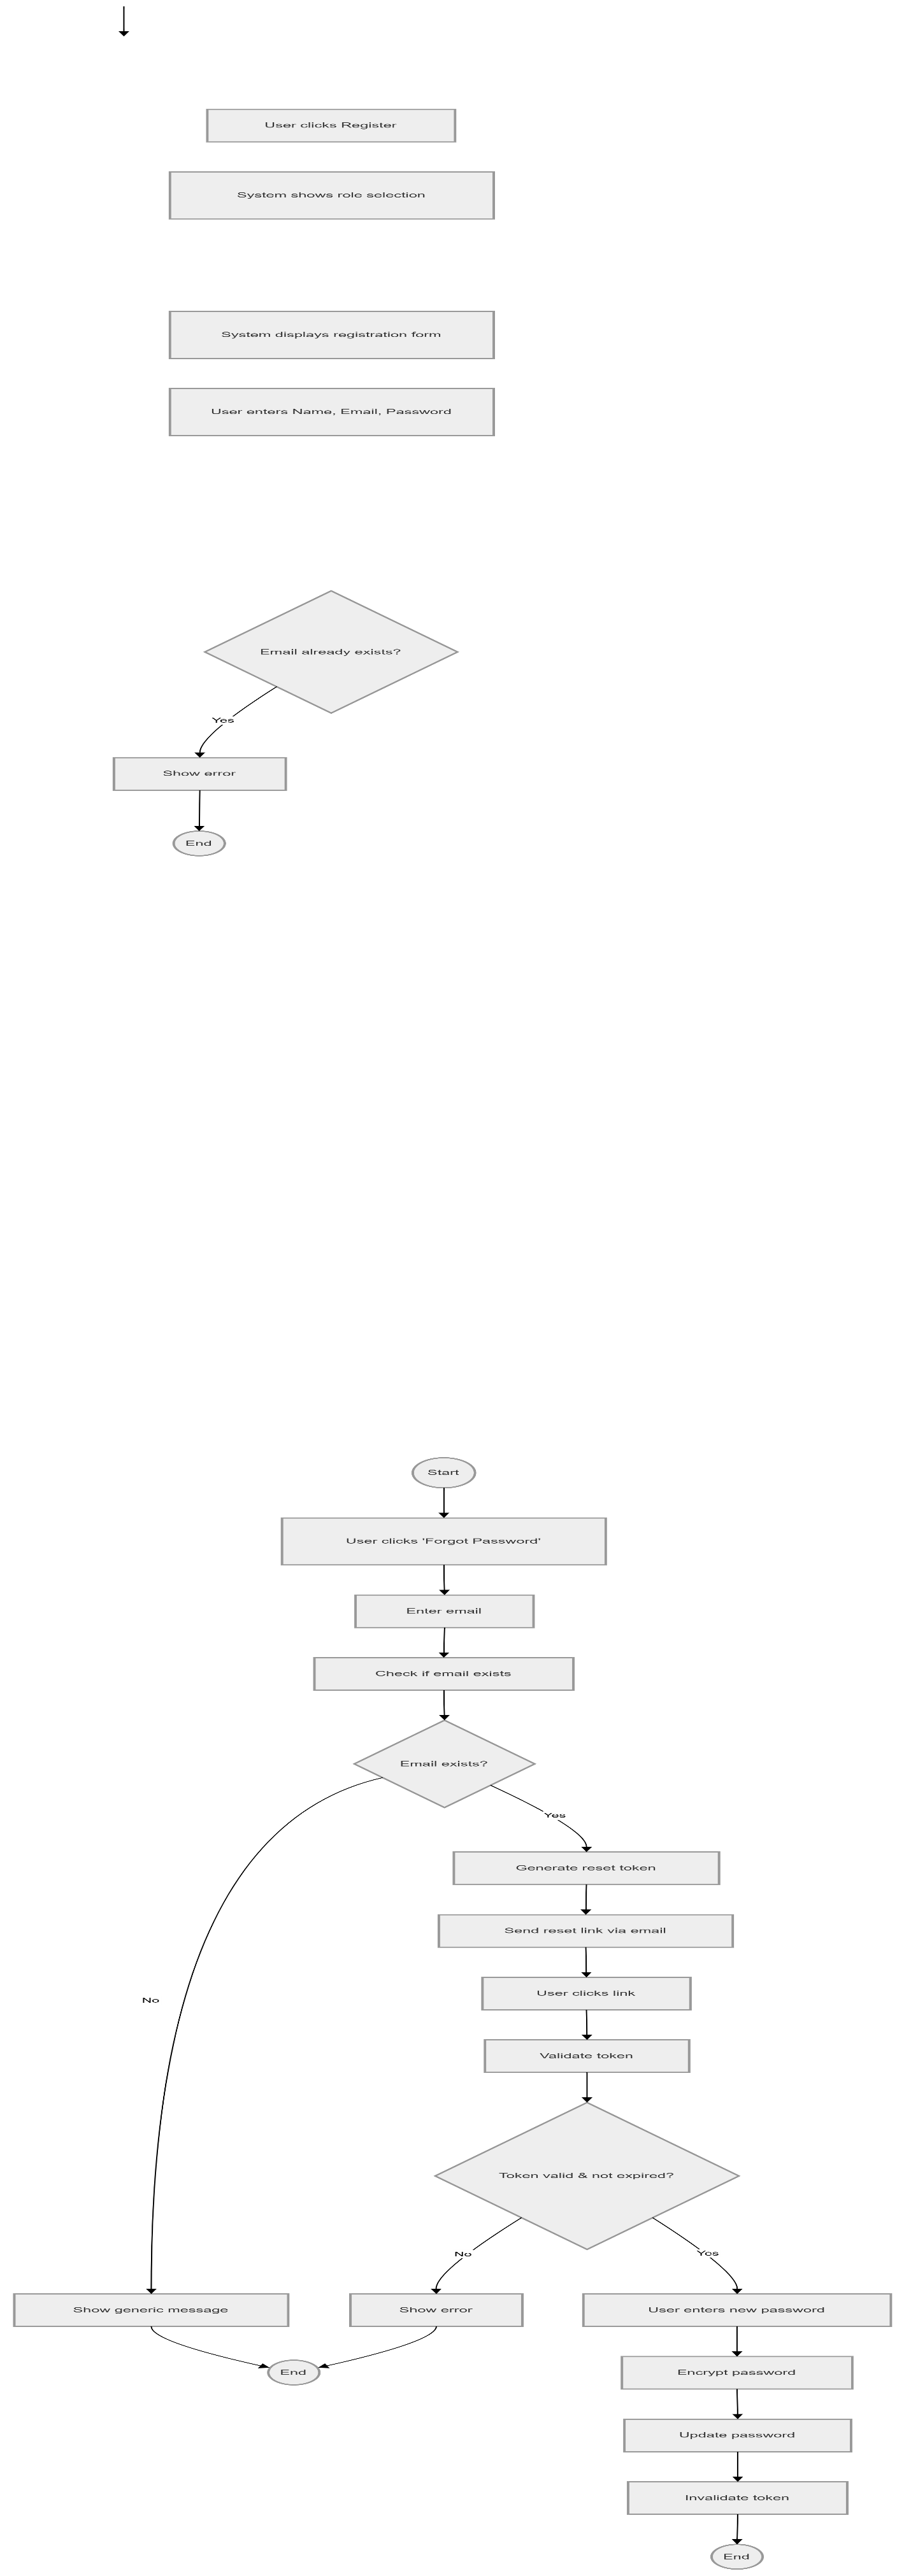 User clicks Register
System shows role selection
System displays registration form
User enters Name, Email, Password
Email already exists?
Yes
Show error
End
Start
User clicks 'Forgot Password'
Enter email
Check if email exists
Email exists?
Yes
Generate reset token
Send reset link via email
User clicks link
No
Validate token
Token valid & not expired?
No
Yes
Show generic message
Show error
User enters new password
End
Encrypt password
Update password
Invalidate token
End